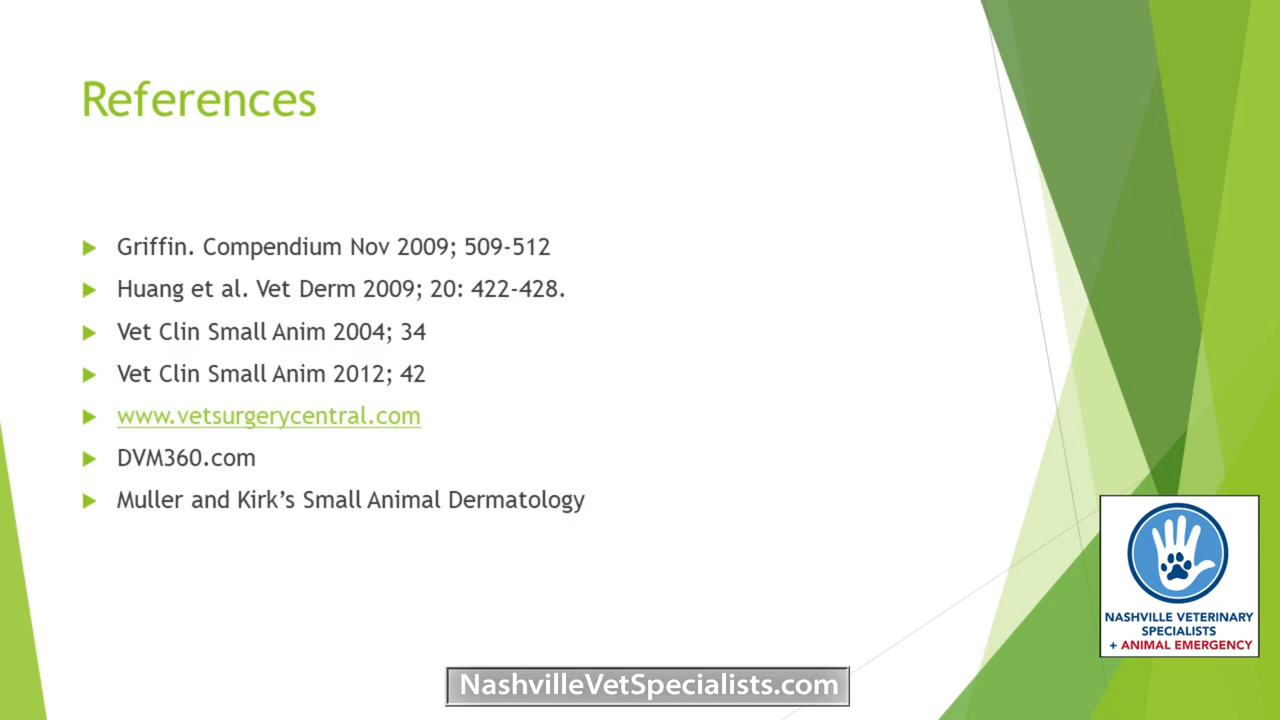 References
Griffin. Compendium Nov 2009; 509-512
Huang et al. Vet Derm 2009; 20: 422-428.
Vet Clin Small Anim 2004; 34
Vet Clin Small Anim 2012; 42
www.vetsurgerycentral.com
DVM360.com
Muller and Kirk’s Small Animal Dermatology
NASHVILLE VETERINARY
SPECIALISTS
+ ANIMAL EMERGENCY
NashvilleVetSpecialists.com